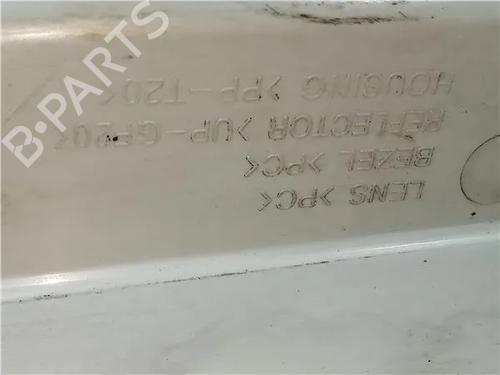 B-PARTS
LENS >PC<
BEZEL >PC<
REFLECTOR >UP-GF20<
HOUSING >PP-T20<